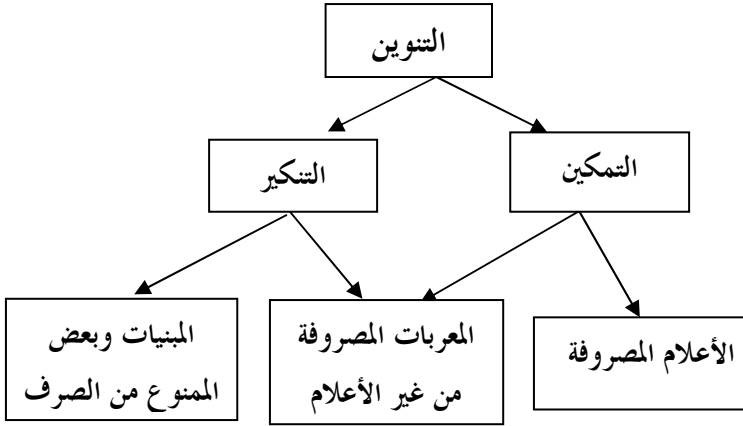 التنوين
التمكين
التنكير
الأعلام المصروفة
المعربات المصروفة
من غير الأعلام
المبنيات وبعض
الممنوع من الصرف